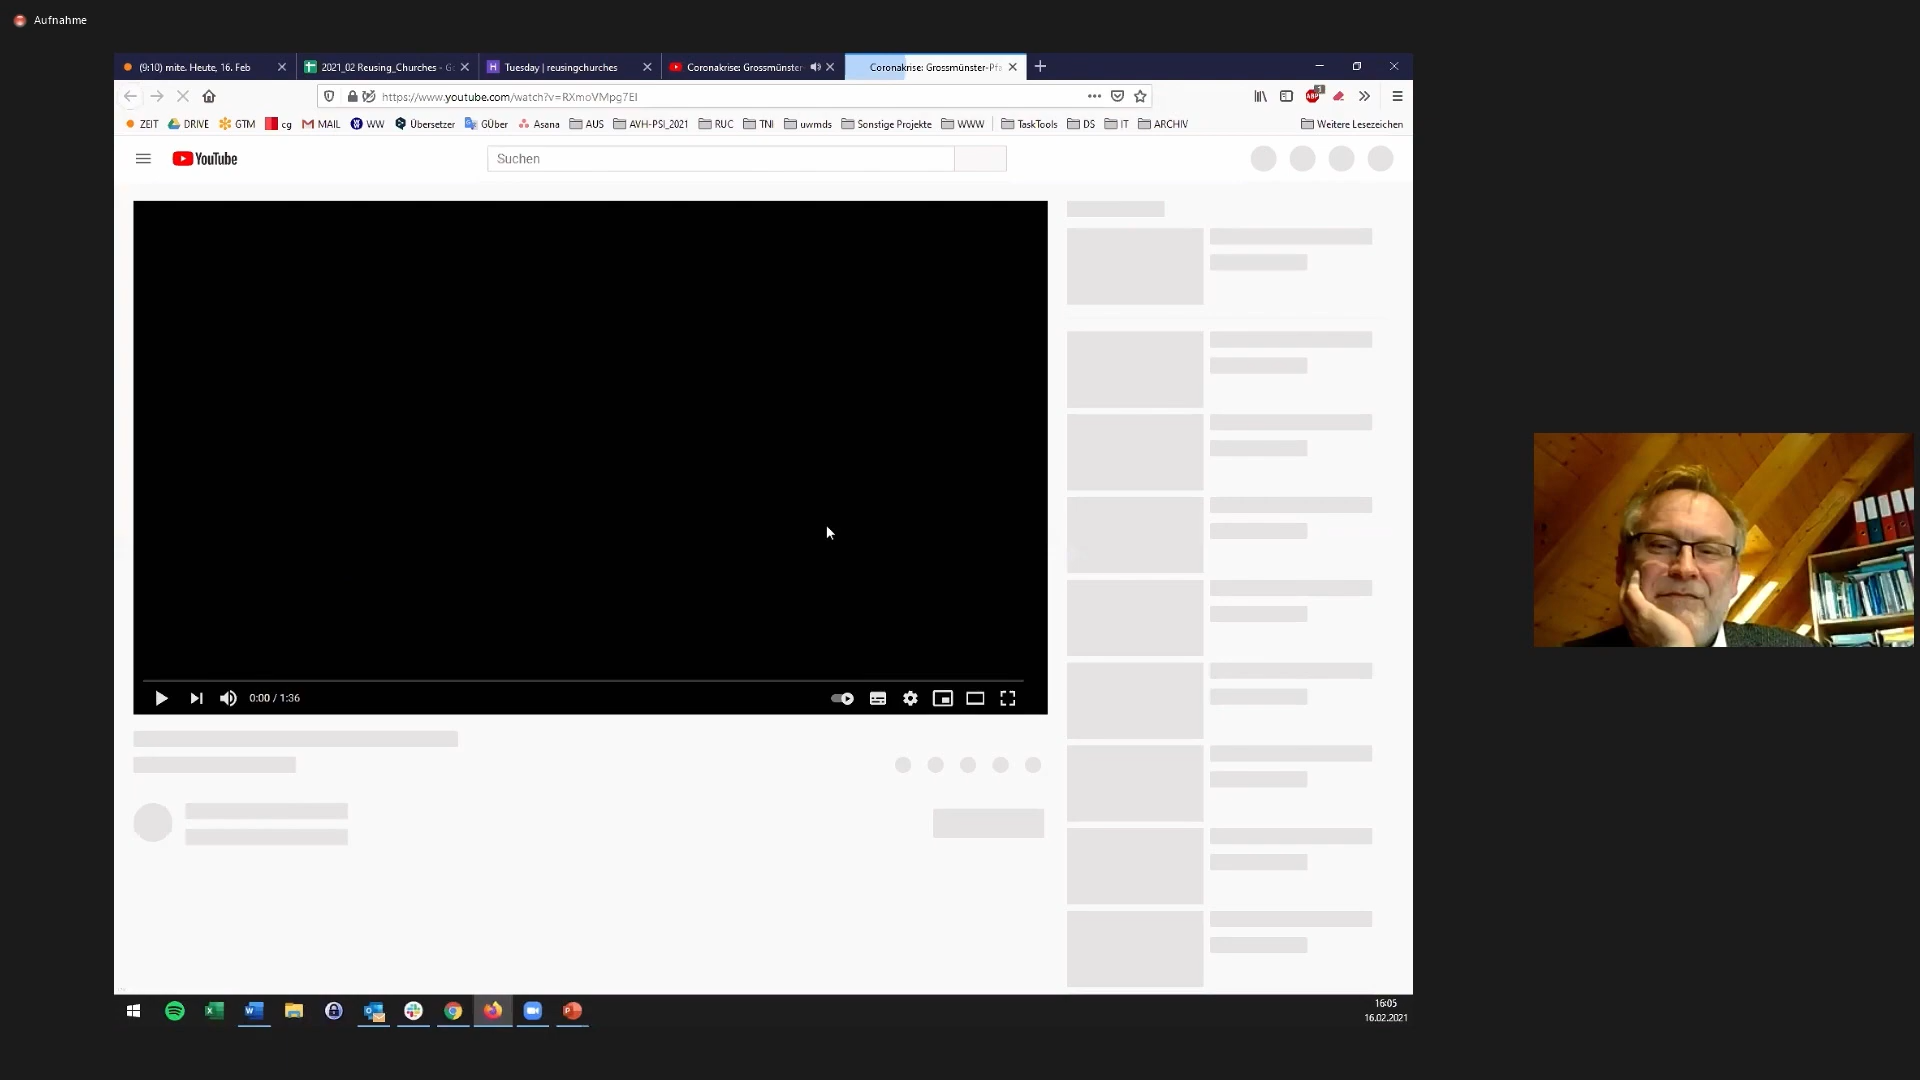 Aufnahme
(9:10) mite. Heute, 16. Feb
2021_02 Reusing_Churches - G
Tuesday | reusingchurches
Coronakrise: Grossmünster-
Coronakrise: Grossmünster-Pfa
https://www.youtube.com/watch?v=RXmoVMpg7EI
ABP
ZEIT DRIVE GTM cg MAIL WW Übersetzer GÜber Asana AUS AVH-PSI_2021 RUC TNI uwmds Sonstige Projekte WWW TaskTools DS IT ARCHIV Weitere Lesezeichen
YouTube
Suchen
0:00 / 1:36
16:05
16.02.2021